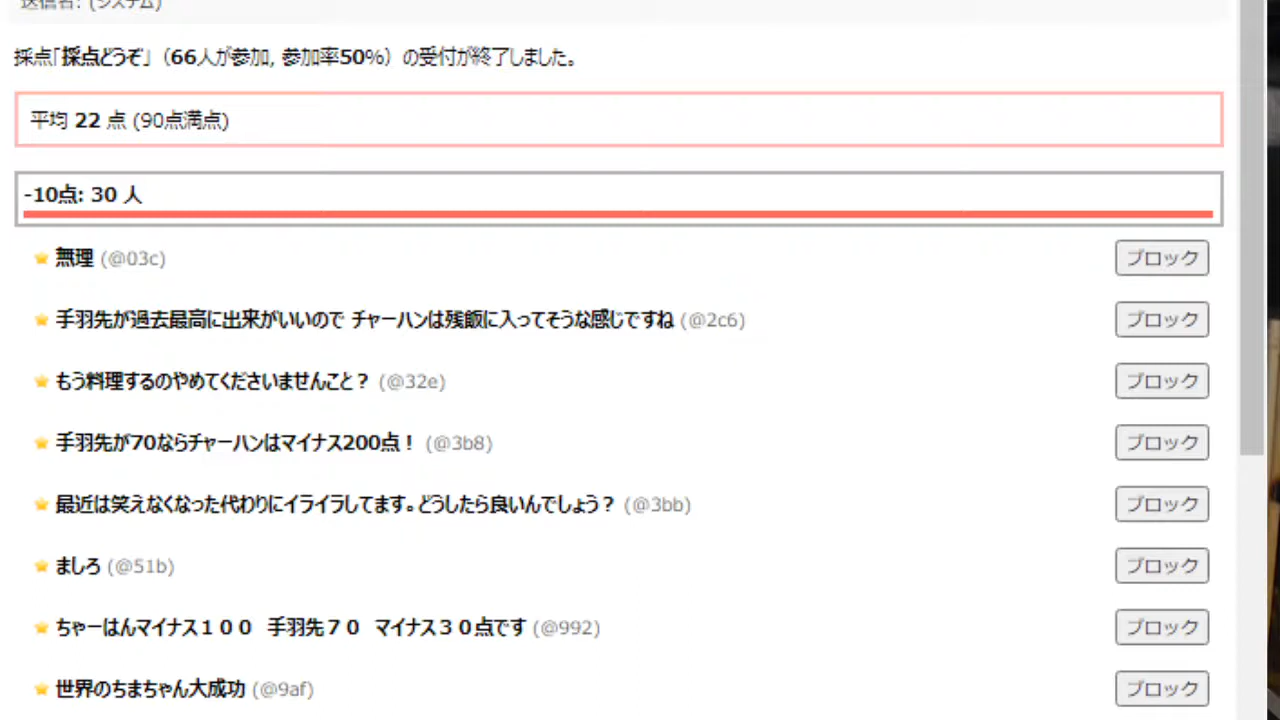 送信者: (システム)
採点「採点どうぞ」（66人が参加, 参加率50%）の受付が終了しました。
平均 22 点 (90点満点)
-10点: 30 人
無理 (@03c) ブロック
手羽先が過去最高に出来がいいので チャーハンは残飯に入ってそうな感じですね (@2c6) ブロック
もう料理するのやめてくださいませんこと？ (@32e) ブロック
手羽先が70ならチャーハンはマイナス200点！ (@3b8) ブロック
最近は笑えなくなった代わりにイライラしてます。どうしたら良いんでしょう？ (@3bb) ブロック
ましろ (@51b) ブロック
ちゃーはんマイナス１００　手羽先７０　マイナス３０点です (@992) ブロック
世界のちまちゃん大成功 (@9af) ブロック